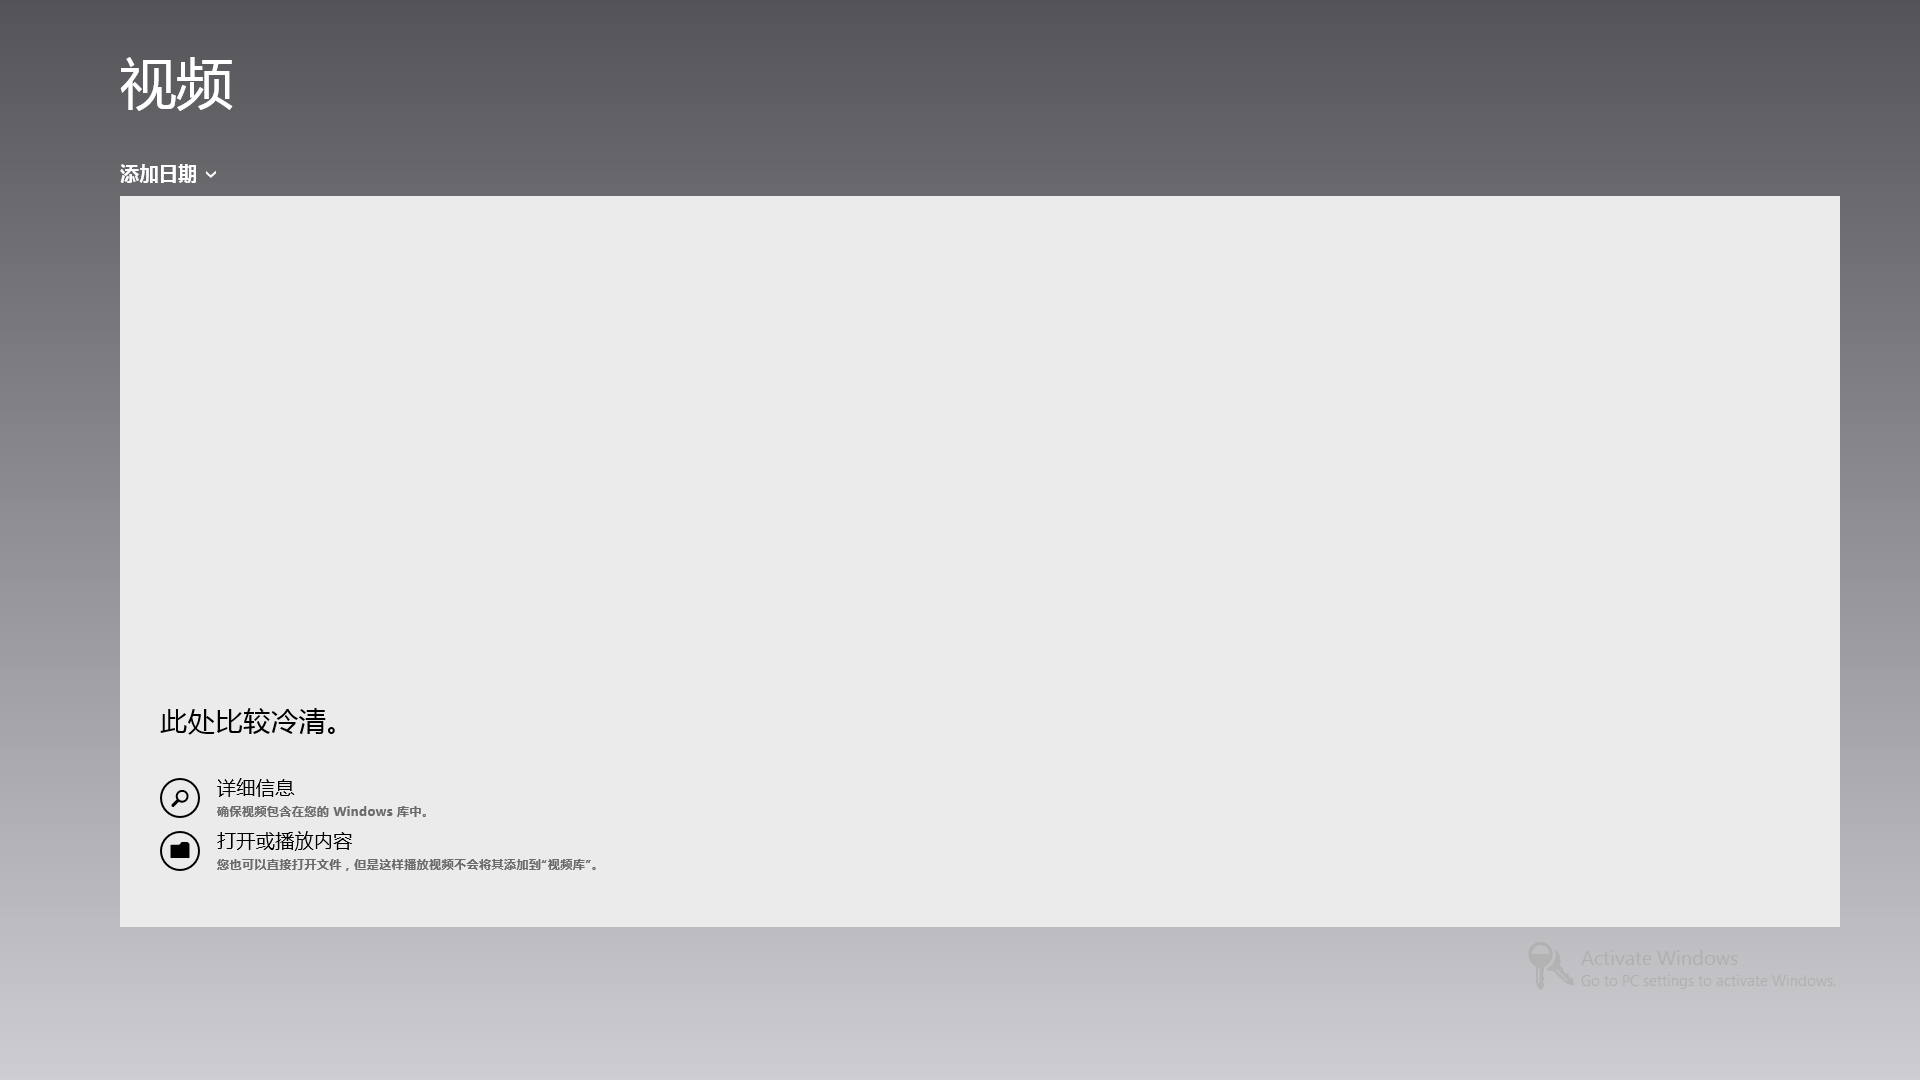 视频
添加日期
此处比较冷清。
详细信息
确保视频包含在您的 Windows 库中。
打开或播放内容
您也可以直接打开文件，但是这样播放视频不会将其添加到“视频库”。
Activate Windows
Go to PC settings to activate Windows.